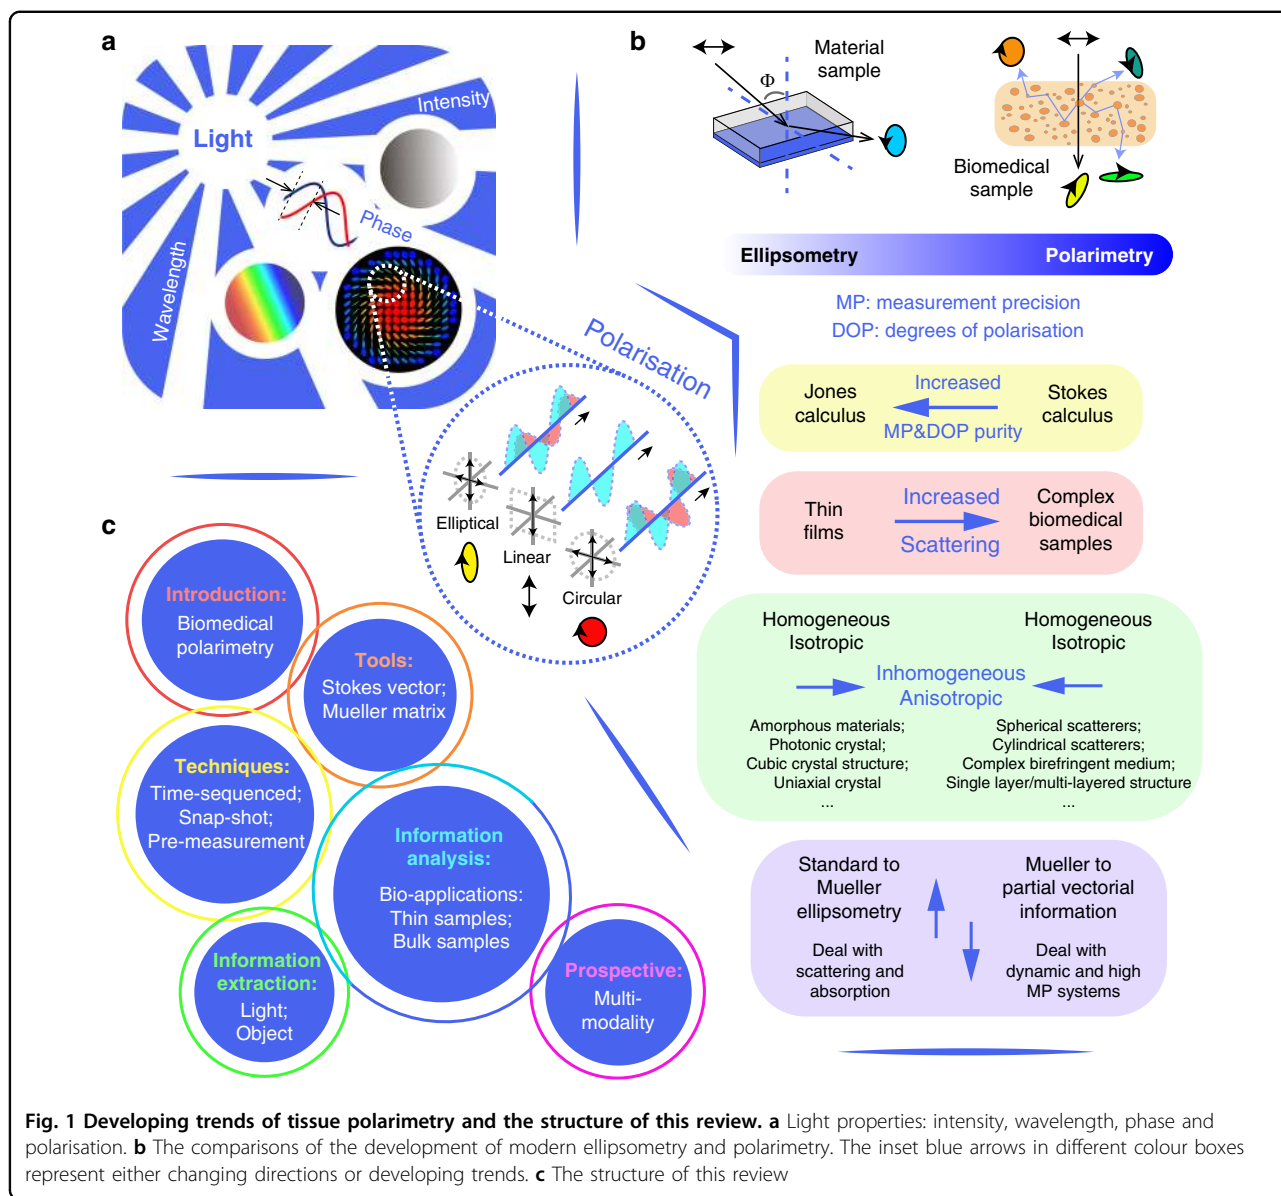 a
Light
Intensity
Phase
Wavelength
Polarisation
Elliptical
Linear
Circular
b
Material
sample
Φ
Biomedical
sample
Ellipsometry
Polarimetry
MP: measurement precision
DOP: degrees of polarisation
Jones
calculus
Increased
MP&DOP purity
Stokes
calculus
Thin
films
Increased
Scattering
Complex
biomedical
samples
Homogeneous
Isotropic
Homogeneous
Isotropic
Inhomogeneous
Anisotropic
Amorphous materials;
Photonic crystal;
Cubic crystal structure;
Uniaxial crystal
...
Spherical scatterers;
Cylindrical scatterers;
Complex birefringent medium;
Single layer/multi-layered structure
...
Standard to
Mueller
ellipsometry
Deal with
scattering and
absorption
Mueller to
partial vectorial
information
Deal with
dynamic and high
MP systems
c
Introduction:
Biomedical
polarimetry
Tools:
Stokes vector;
Mueller matrix
Techniques:
Time-sequenced;
Snap-shot;
Pre-measurement
Information
analysis:
Bio-applications:
Thin samples;
Bulk samples
Information
extraction:
Light;
Object
Prospective:
Multi-
modality
Fig. 1 Developing trends of tissue polarimetry and the structure of this review. a Light properties: intensity, wavelength, phase and
polarisation. b The comparisons of the development of modern ellipsometry and polarimetry. The inset blue arrows in different colour boxes
represent either changing directions or developing trends. c The structure of this review